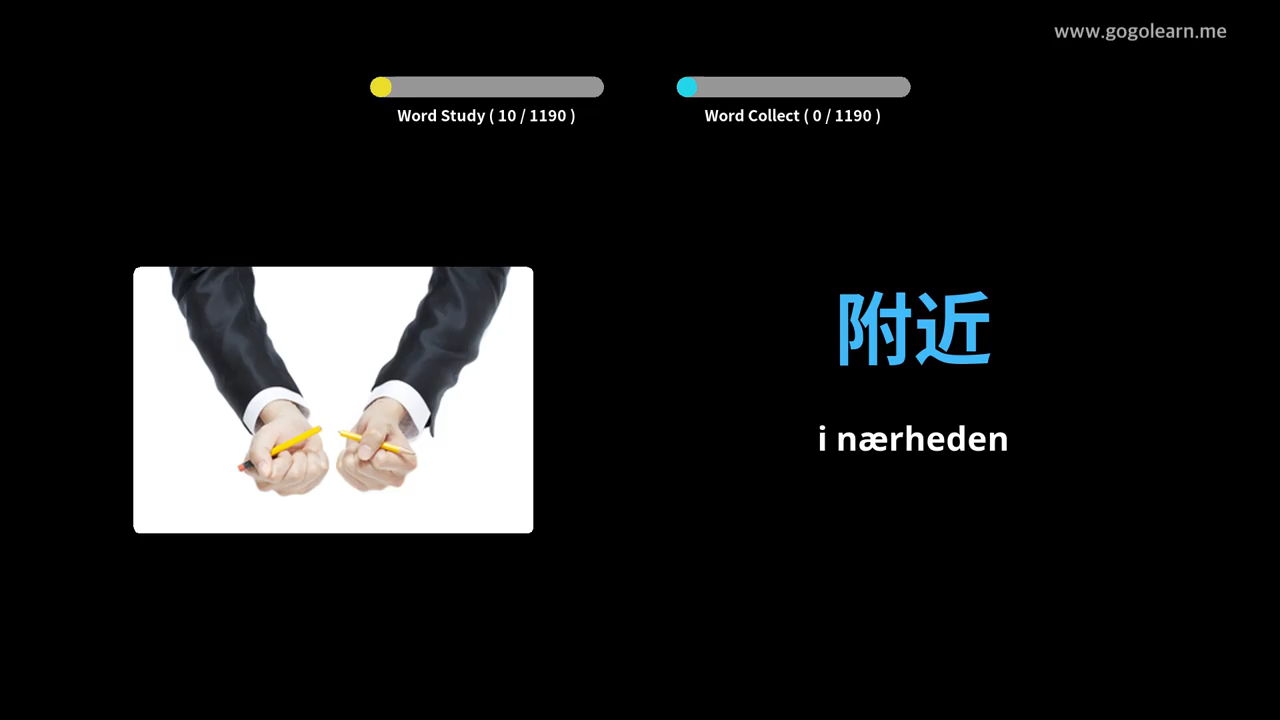 www.gogolearn.me
Word Study ( 10 / 1190 )
Word Collect ( 0 / 1190 )
附近
i nærheden